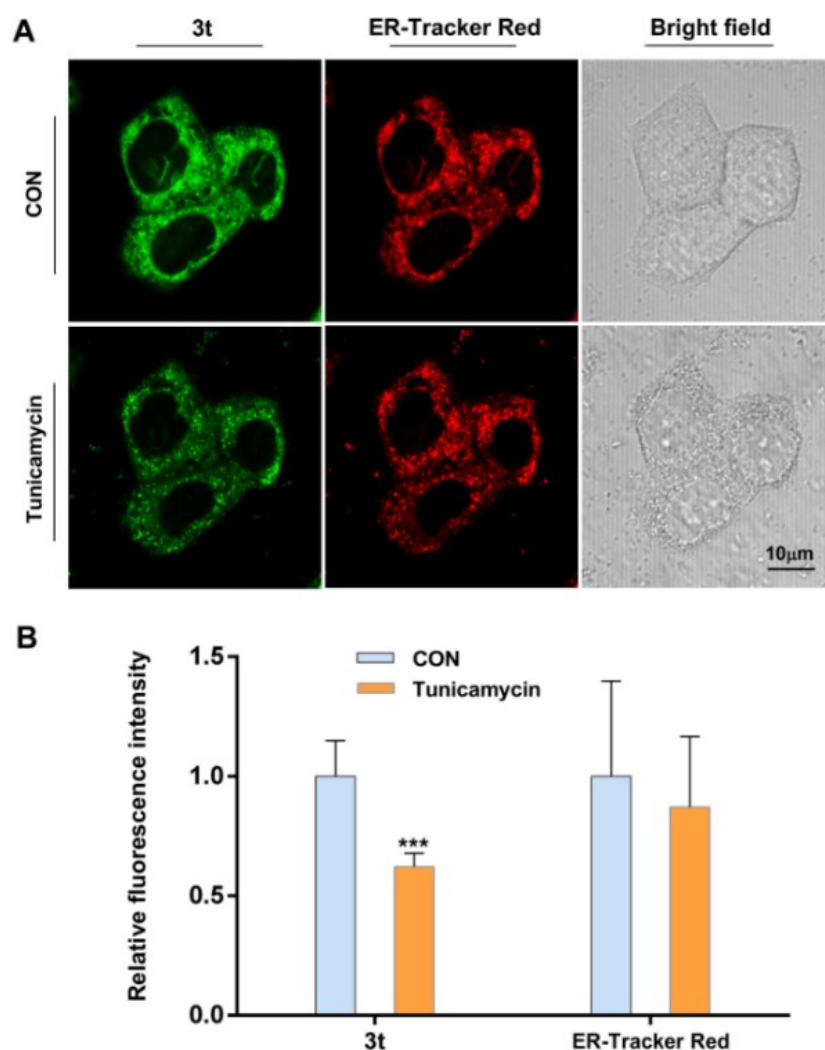 A
3t
ER-Tracker Red
Bright field
CON
Tunicamycin
10μm
B
Relative fluorescence intensity
1.5
1.0
0.5
0.0
CON
Tunicamycin
***
3t
ER-Tracker Red